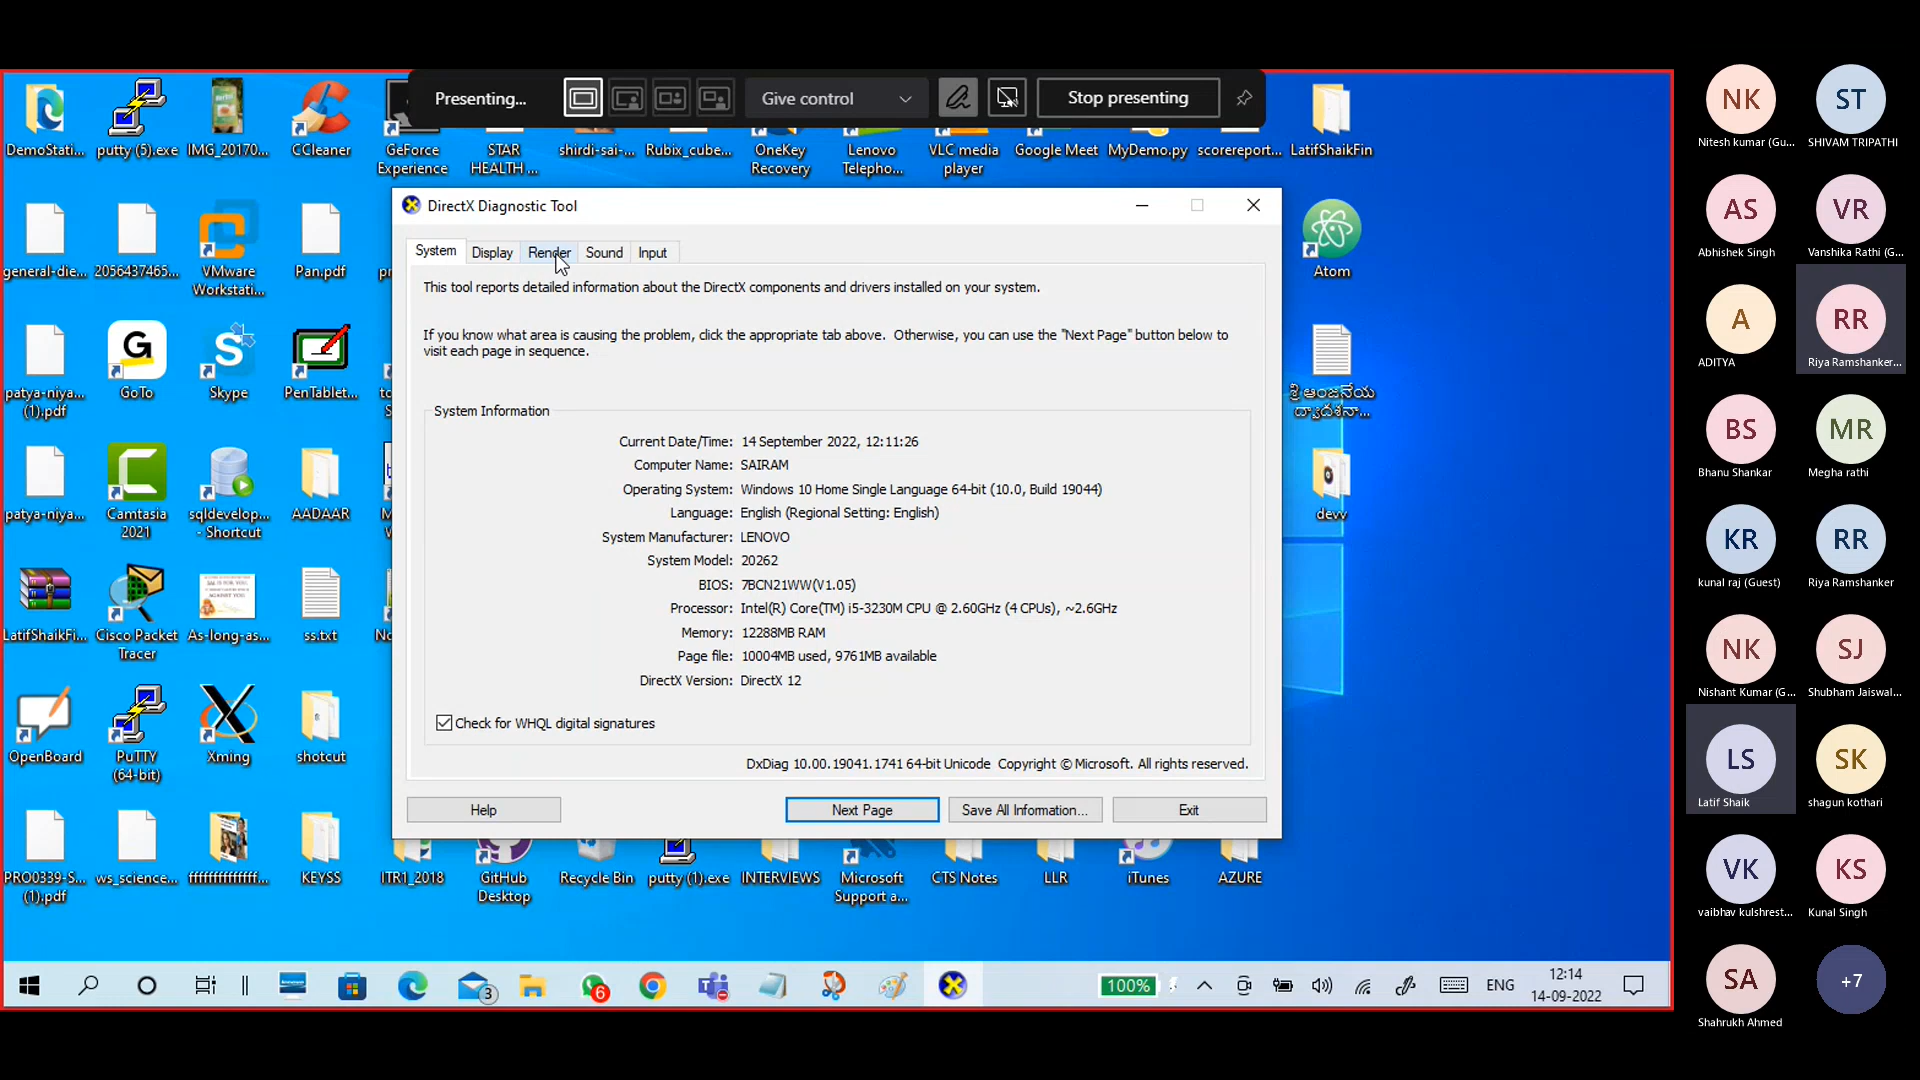 Presenting...
Give control
Stop presenting
DemoStati...
putty (5).exe
IMG_20170...
CCleaner
GeForce
Experience
STAR
HEALTH ...
shirdi-sai-...
Rubix_cube...
OneKey
Recovery
Lenovo
Telepho...
VLC media
player
Google Meet
MyDemo.py
scorereport...
LatifShaikFin
general-die...
2056437465...
VMware
Workstati...
Pan.pdf
Atom
patya-niya...
(1).pdf
GoTo
Skype
PenTablet...
శ్రీ ఆంజనేయ
ద్వాదశనా...
patya-niya...
Camtasia
2021
sqldevelop...
- Shortcut
AADAAR
devv
LatifShaikFi...
Cisco Packet
Tracer
As-long-as...
ss.txt
OpenBoard
PuTTY
(64-bit)
Xming
shotcut
PRO0339-S...
(1).pdf
ws_science...
ffffffffffffff...
KEYSS
ITR1_2018
GitHub
Desktop
Recycle Bin
putty (1).exe
INTERVIEWS
Microsoft
Support a...
CTS Notes
LLR
iTunes
AZURE
DirectX Diagnostic Tool
System Display Render Sound Input
This tool reports detailed information about the DirectX components and drivers installed on your system.
If you know what area is causing the problem, click the appropriate tab above. Otherwise, you can use the "Next Page" button below to
visit each page in sequence.
System Information
Current Date/Time: 14 September 2022, 12:11:26
Computer Name: SAIRAM
Operating System: Windows 10 Home Single Language 64-bit (10.0, Build 19044)
Language: English (Regional Setting: English)
System Manufacturer: LENOVO
System Model: 20262
BIOS: 7BCN21WW(V1.05)
Processor: Intel(R) Core(TM) i5-3230M CPU @ 2.60GHz (4 CPUs), ~2.6GHz
Memory: 12288MB RAM
Page file: 10004MB used, 9761MB available
DirectX Version: DirectX 12
Check for WHQL digital signatures
DxDiag 10.00.19041.1741 64-bit Unicode Copyright © Microsoft. All rights reserved.
Help
Next Page
Save All Information...
Exit
3
6
100%
ENG
12:14
14-09-2022
NK
Nitesh kumar (Gu...
ST
SHIVAM TRIPATHI
AS
Abhishek Singh
VR
Vanshika Rathi (G...
A
ADITYA
RR
Riya Ramshanker...
BS
Bhanu Shankar
MR
Megha rathi
KR
kunal raj (Guest)
RR
Riya Ramshanker
NK
Nishant Kumar (G...
SJ
Shubham Jaiswal...
LS
Latif Shaik
SK
shagun kothari
VK
vaibhav kulshrest...
KS
Kunal Singh
SA
Shahrukh Ahmed
+7